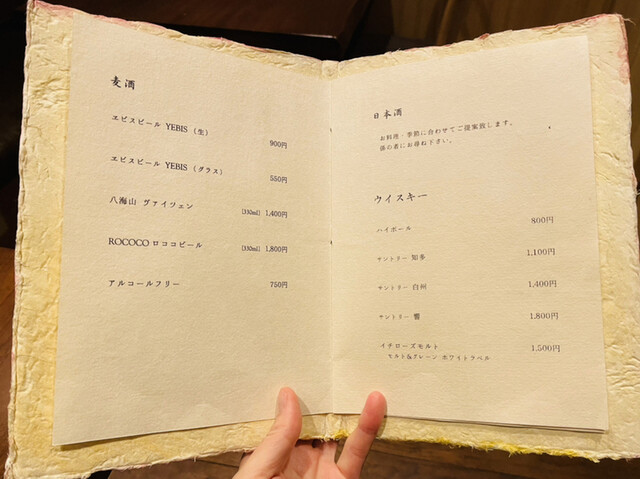 麦酒
ヱビスビール YEBIS（生） 900円
ヱビスビール YEBIS（グラス） 550円
八海山 ヴァイツェン [330ml] 1,400円
ROCOCO ロココビール [330ml] 1,800円
アルコールフリー 750円
日本酒
お料理・季節に合わせてご提案致します。
係の者にお尋ね下さい。
ウイスキー
ハイボール 800円
サントリー 知多 1,100円
サントリー 白州 1,400円
サントリー 響 1,800円
イチローズモルト 1,500円
モルト&グレーン ホワイトラベル